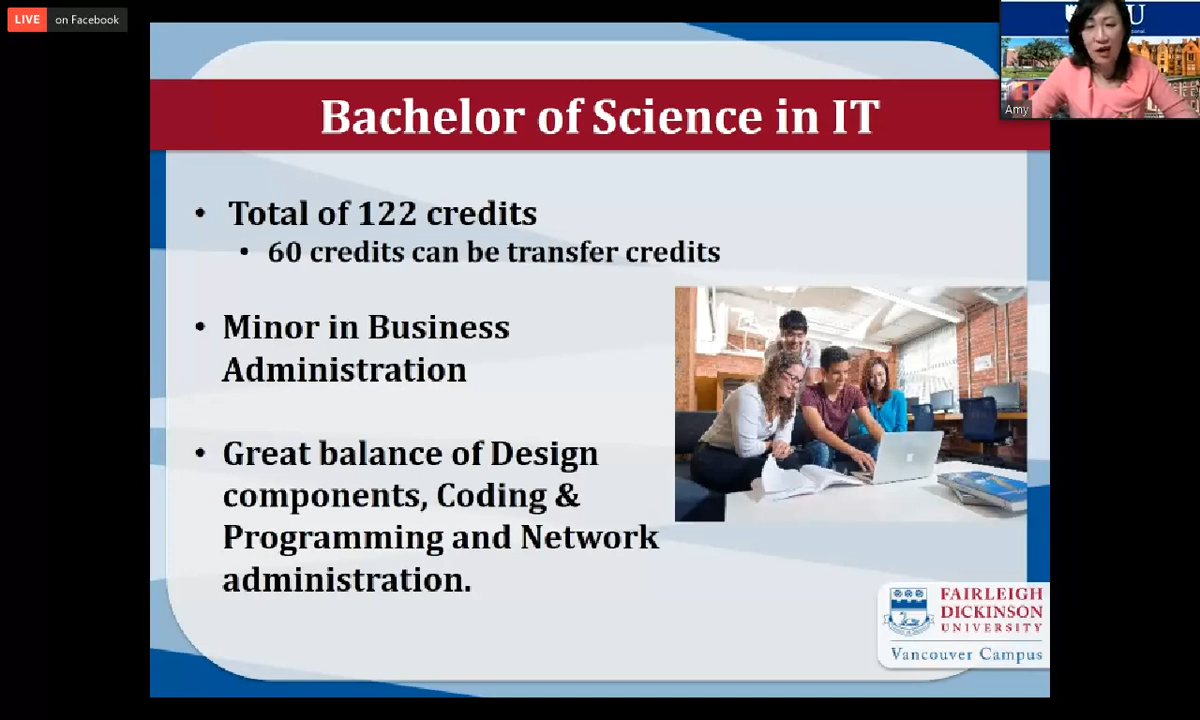 LIVE on Facebook
U
Amy
Bachelor of Science in IT
• Total of 122 credits
• 60 credits can be transfer credits
• Minor in Business
Administration
• Great balance of Design
components, Coding &
Programming and Network
administration.
FAIRLEIGH
DICKINSON
UNIVERSITY
Vancouver Campus